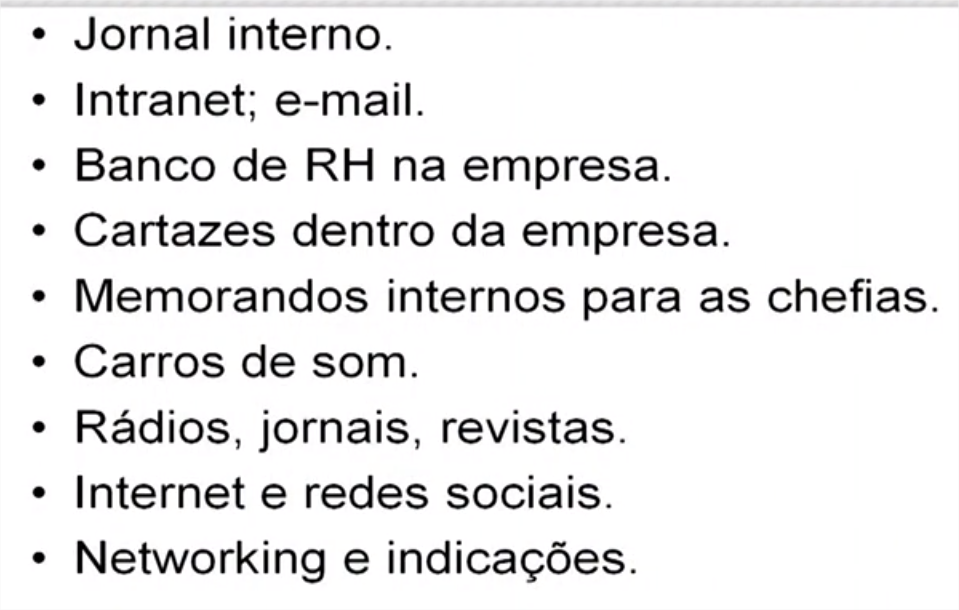 • Jornal interno.
• Intranet; e-mail.
• Banco de RH na empresa.
• Cartazes dentro da empresa.
• Memorandos internos para as chefias.
• Carros de som.
• Rádios, jornais, revistas.
• Internet e redes sociais.
• Networking e indicações.